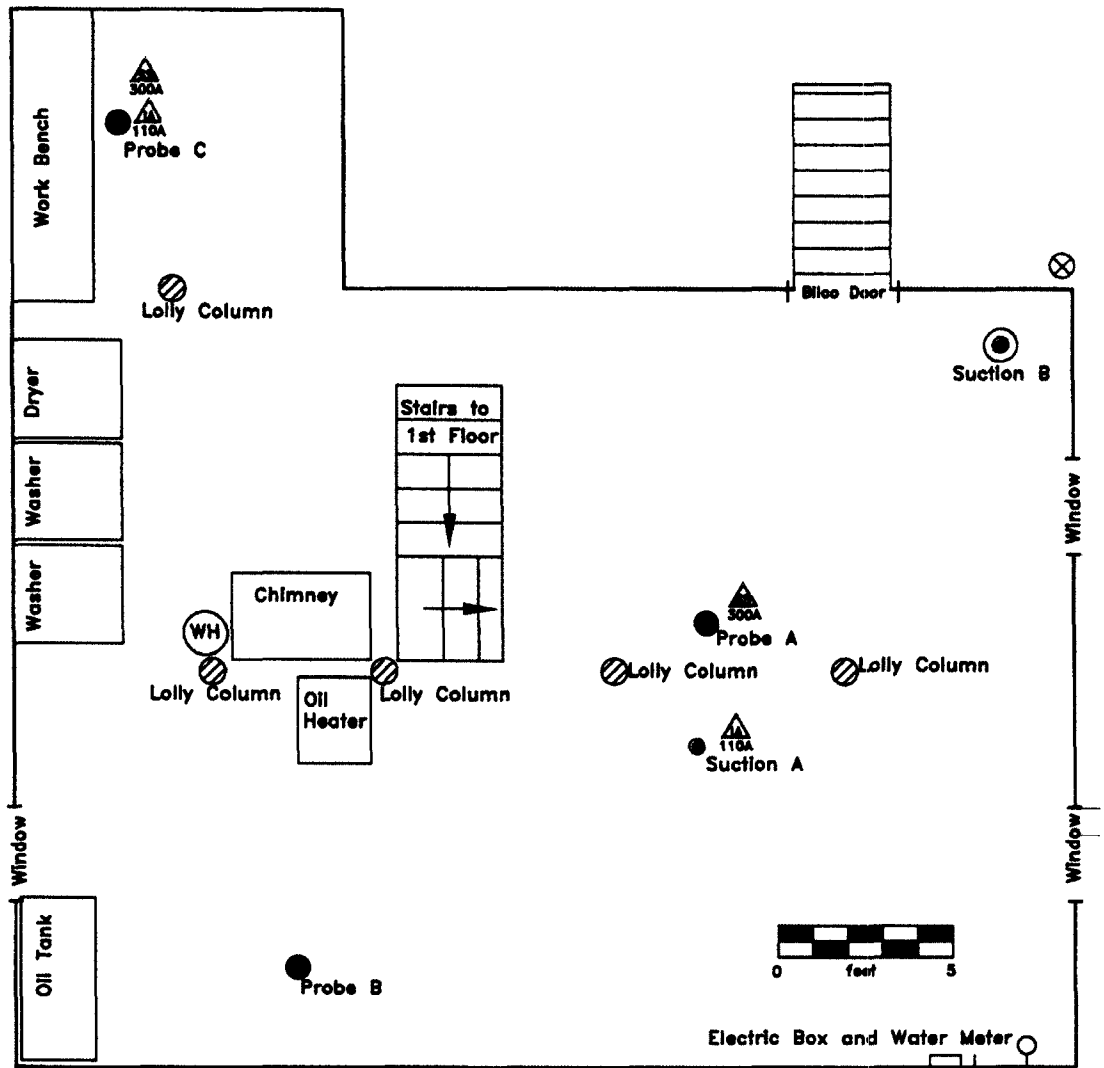 300A
110A
Probe C
Work Bench
Lolly Column
Bilco Door
Suction B
Dryer
Stairs to
1st Floor
Washer
Window
Washer
Chimney
WH
300A
Probe A
Lolly Column
Lolly Column
Lolly Column
Lolly Column
Oil
Heater
1A
110A
Suction A
Window
Window
Oil Tank
Probe B
0 feet 5
Electric Box and Water Meter